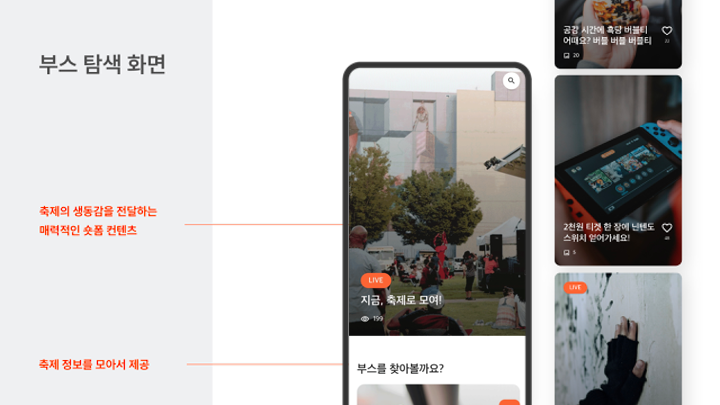 부스 탐색 화면
축제의 생동감을 전달하는
매력적인 숏폼 컨텐츠
축제 정보를 모아서 제공
LIVE
지금, 축제로 모여!
199
부스를 찾아볼까요?
공강 시간에 흑당 버블티
어때요? 버블 버블 버블티
20
2천원 티켓 한 장에 닌텐도
스위치 얻어가세요!
5
LIVE